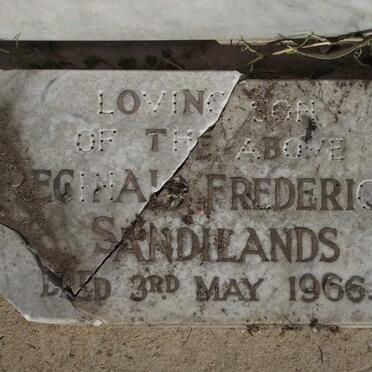 LOVING SON
OF THE ABOVE
REGINALD FREDERICK
SANDILANDS
DIED 3RD MAY 1966.